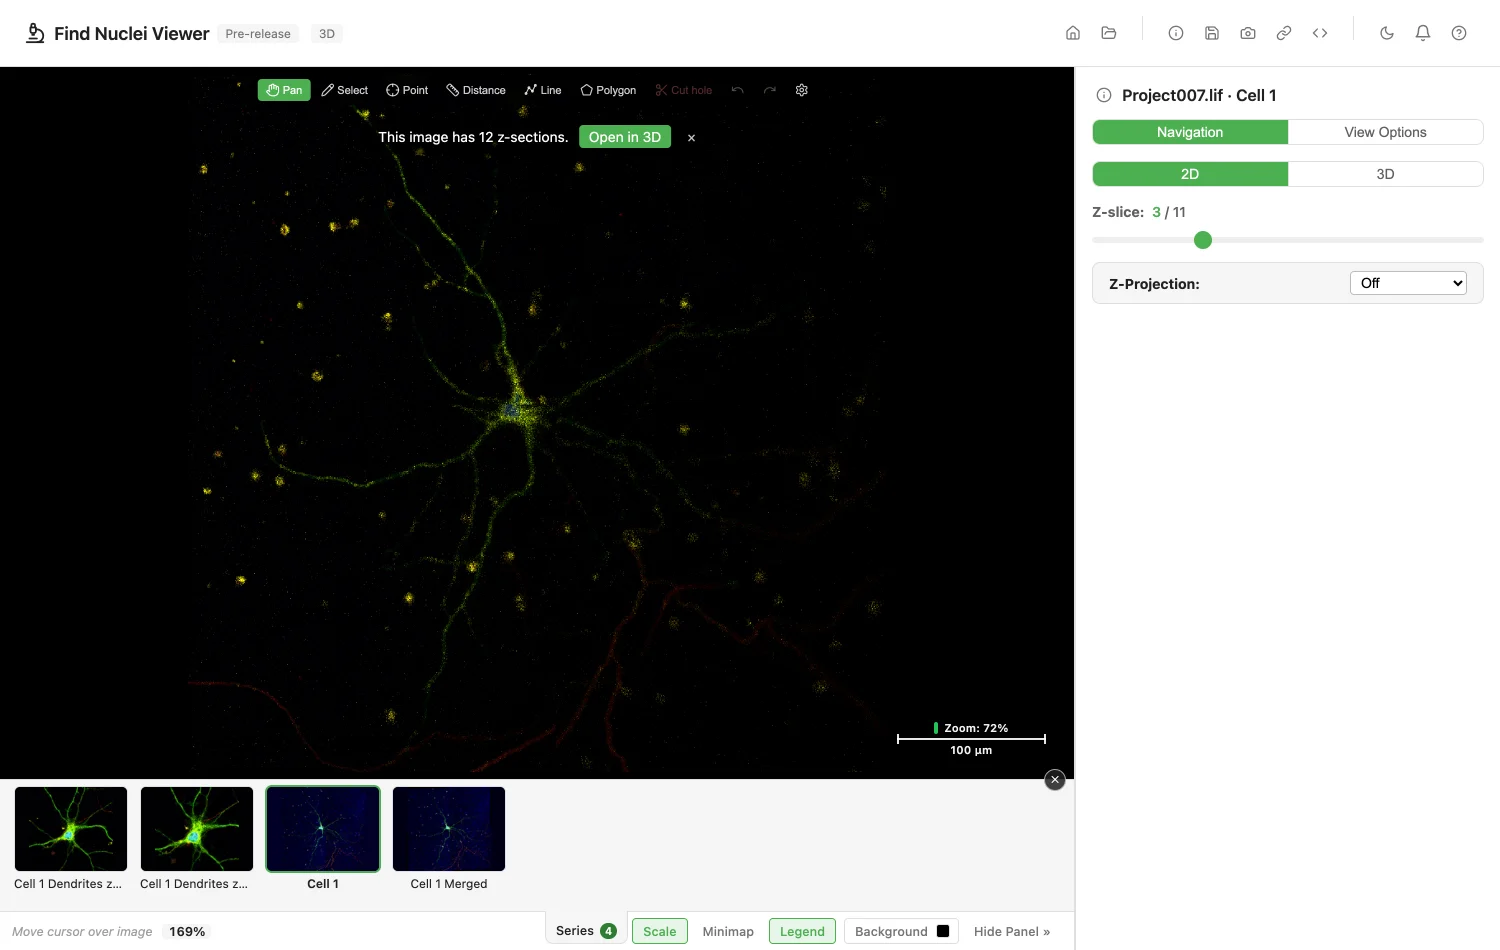 Find Nuclei Viewer Pre-release 3D
Pan Select Point Distance Line Polygon Cut hole
This image has 12 z-sections. Open in 3D ×
Zoom: 72%
100 µm
Project007.lif · Cell 1
Navigation View Options
2D 3D
Z-slice: 3 / 11
Z-Projection: Off
Cell 1 Dendrites z... Cell 1 Dendrites z... Cell 1 Cell 1 Merged
Move cursor over image 169% Series 4 Scale Minimap Legend Background Hide Panel »